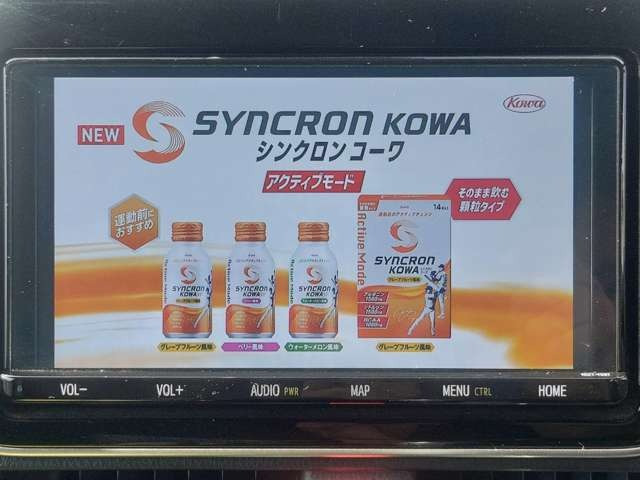 NEW
SYNCRON KOWA
シンクロン コーワ
アクティブモード
Kowa
運動前に
おすすめ
そのまま飲む
顆粒タイプ
SYNCRON
KOWA
SYNCRON
KOWA
SYNCRON
KOWA
Active Mode
14
SYNCRON
KOWA
BCAA
グレープフルーツ風味
ベリー風味
ウォーターメロン風味
グレープフルーツ風味
VOL-
VOL+
AUDIO PWR
MAP
MENU CTRL
HOME